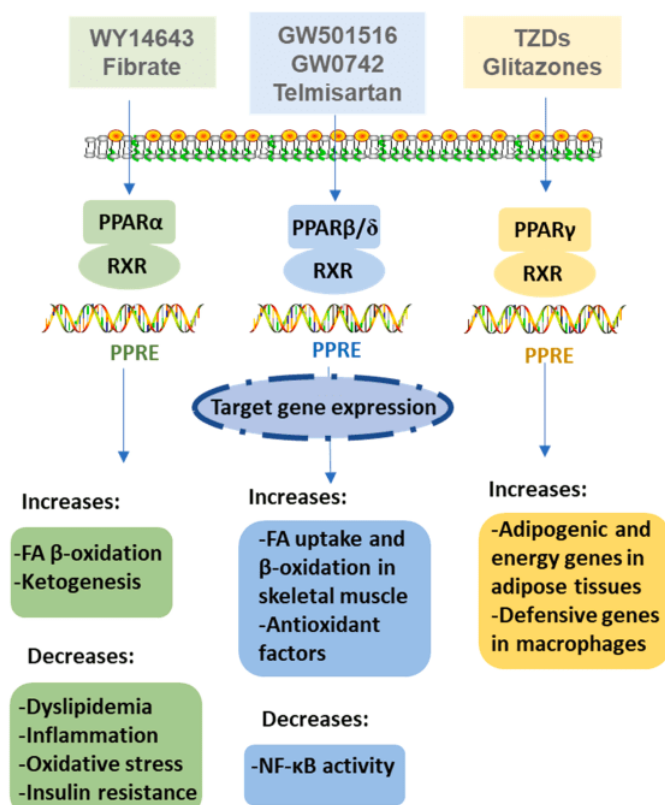 WY14643
Fibrate
GW501516
GW0742
Telmisartan
TZDs
Glitazones
PPARα
RXR
PPARβ/δ
RXR
PPARγ
RXR
PPRE
PPRE
PPRE
Target gene expression
Increases:
-FA β-oxidation
-Ketogenesis
Decreases:
-Dyslipidemia
-Inflammation
-Oxidative stress
-Insulin resistance
Increases:
-FA uptake and
β-oxidation in
skeletal muscle
-Antioxidant
factors
Decreases:
-NF-κB activity
Increases:
-Adipogenic and
energy genes in
adipose tissues
-Defensive genes
in macrophages